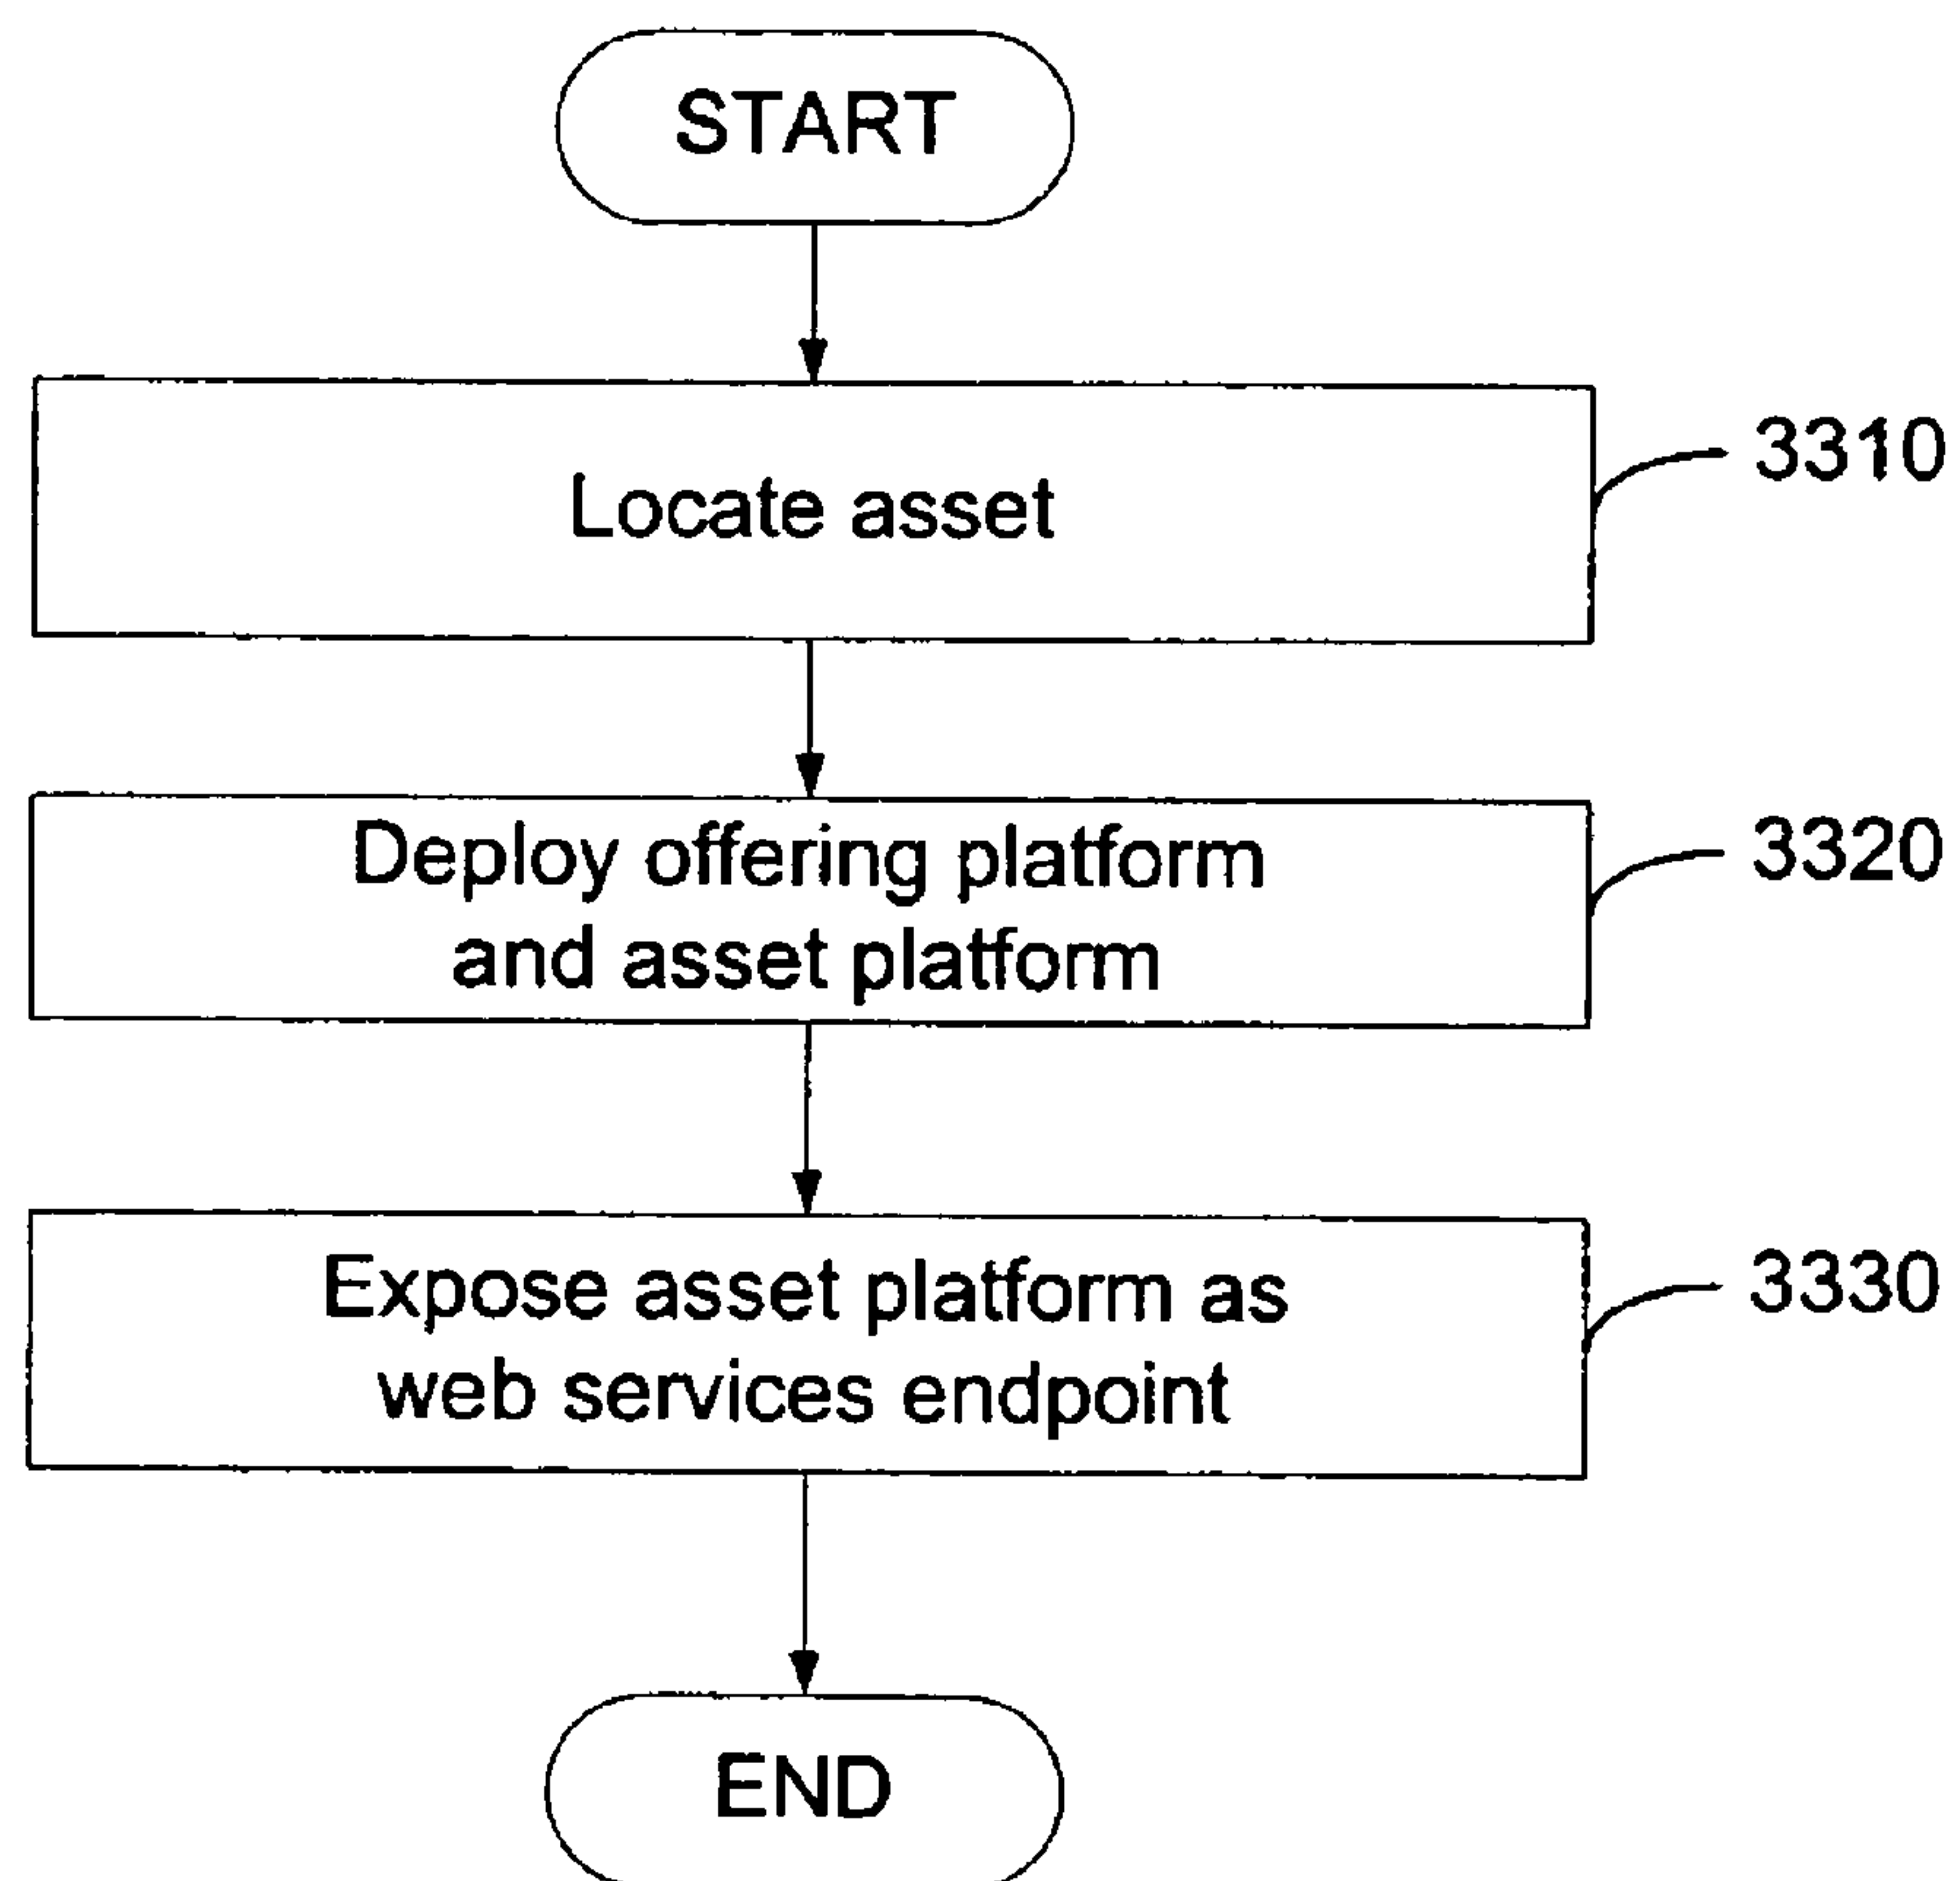 START
Locate asset
3310
Deploy offering platform
and asset platform
3320
Expose asset platform as
web services endpoint
3330
END